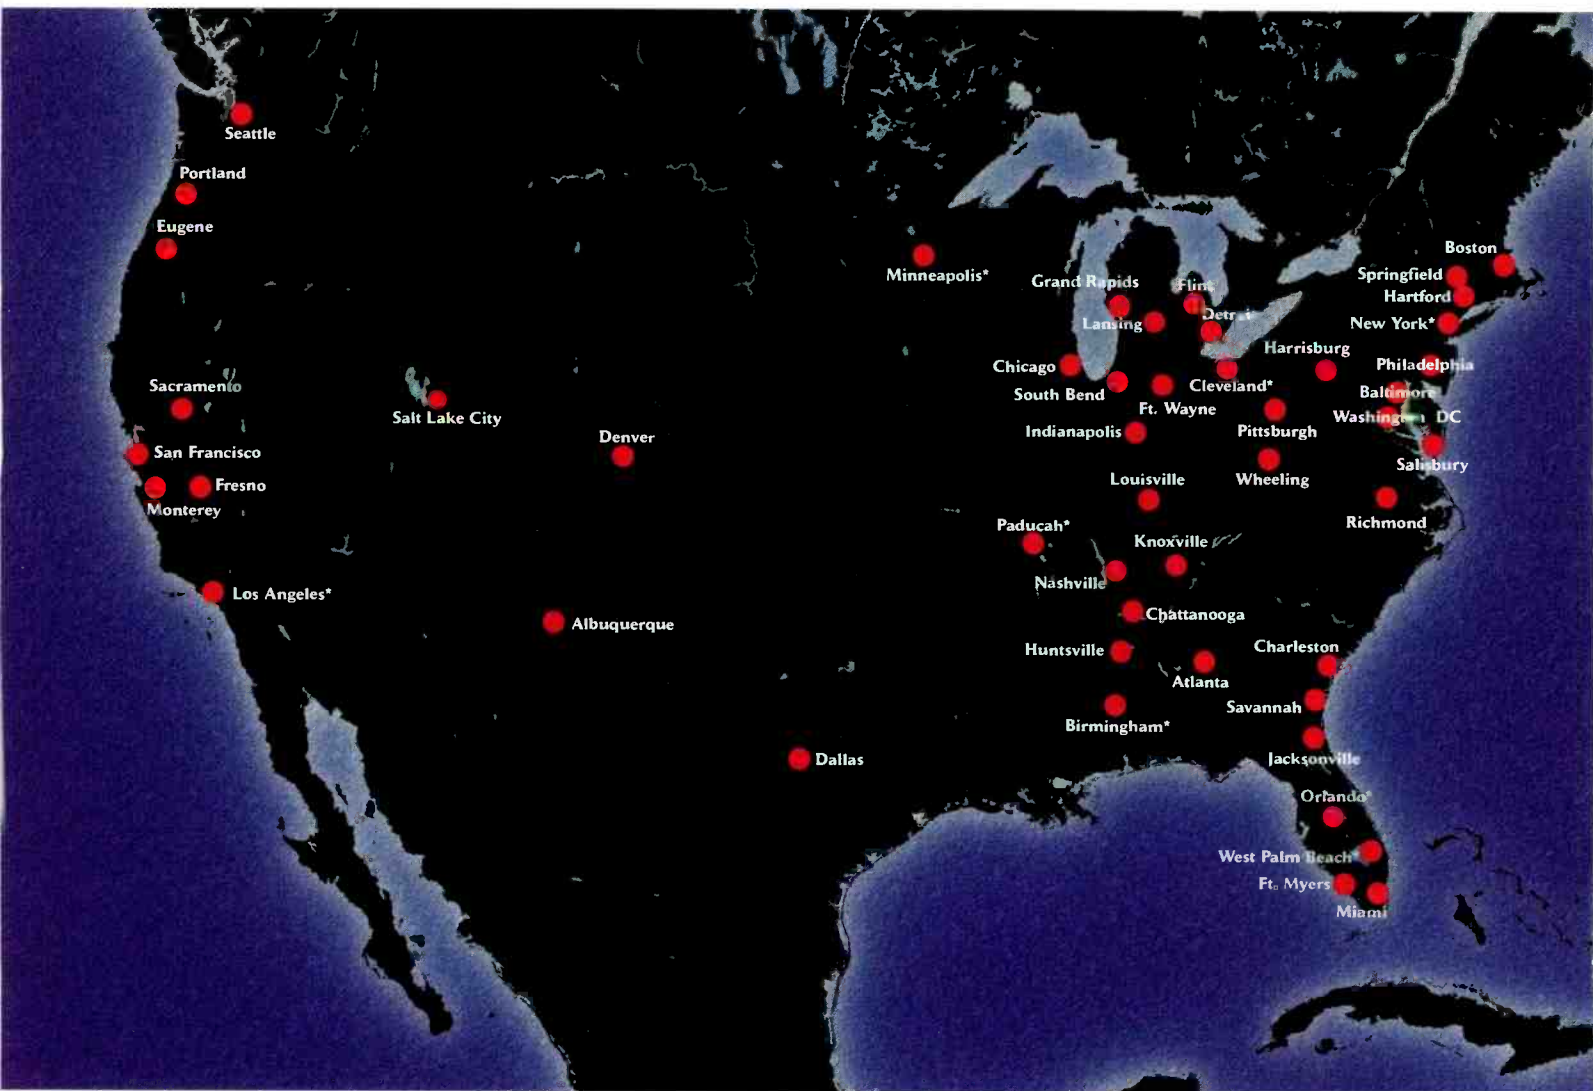 Seattle
Portland
Eugene
Boston
Minneapolis*
Springfield
Grand Rapids
Flint
Hartford
Lansing
New York*
Harrisburg
Chicago
Philadelphia
Sacramento
Cleveland*
South Bend
Baltimore
Ft. Wayne
Salt Lake City
Washington DC
Indianapolis
Pittsburgh
Denver
San Francisco
Salisbury
Louisville
Wheeling
Fresno
Monterey
Richmond
Paducah*
Knoxville
Nashville
Los Angeles*
Chattanooga
Albuquerque
Charleston
Huntsville
Atlanta
Savannah
Birmingham*
Dallas
Jacksonville
Orlando*
West Palm Beach*
Ft. Myers
Miami